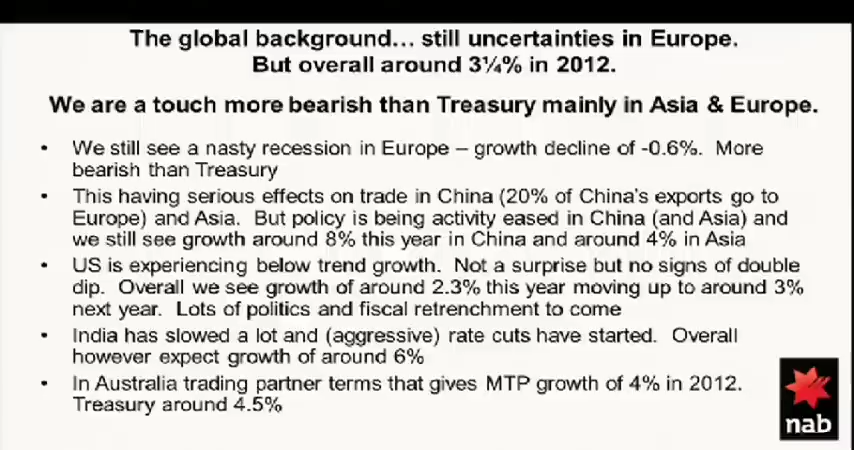 The global background... still uncertainties in Europe.
But overall around 3¼% in 2012.
We are a touch more bearish than Treasury mainly in Asia & Europe.
• We still see a nasty recession in Europe – growth decline of -0.6%. More
bearish than Treasury
• This having serious effects on trade in China (20% of China's exports go to
Europe) and Asia. But policy is being activity eased in China (and Asia) and
we still see growth around 8% this year in China and around 4% in Asia
• US is experiencing below trend growth. Not a surprise but no signs of double
dip. Overall we see growth of around 2.3% this year moving up to around 3%
next year. Lots of politics and fiscal retrenchment to come
• India has slowed a lot and (aggressive) rate cuts have started. Overall
however expect growth of around 6%
• In Australia trading partner terms that gives MTP growth of 4% in 2012.
Treasury around 4.5%
nab